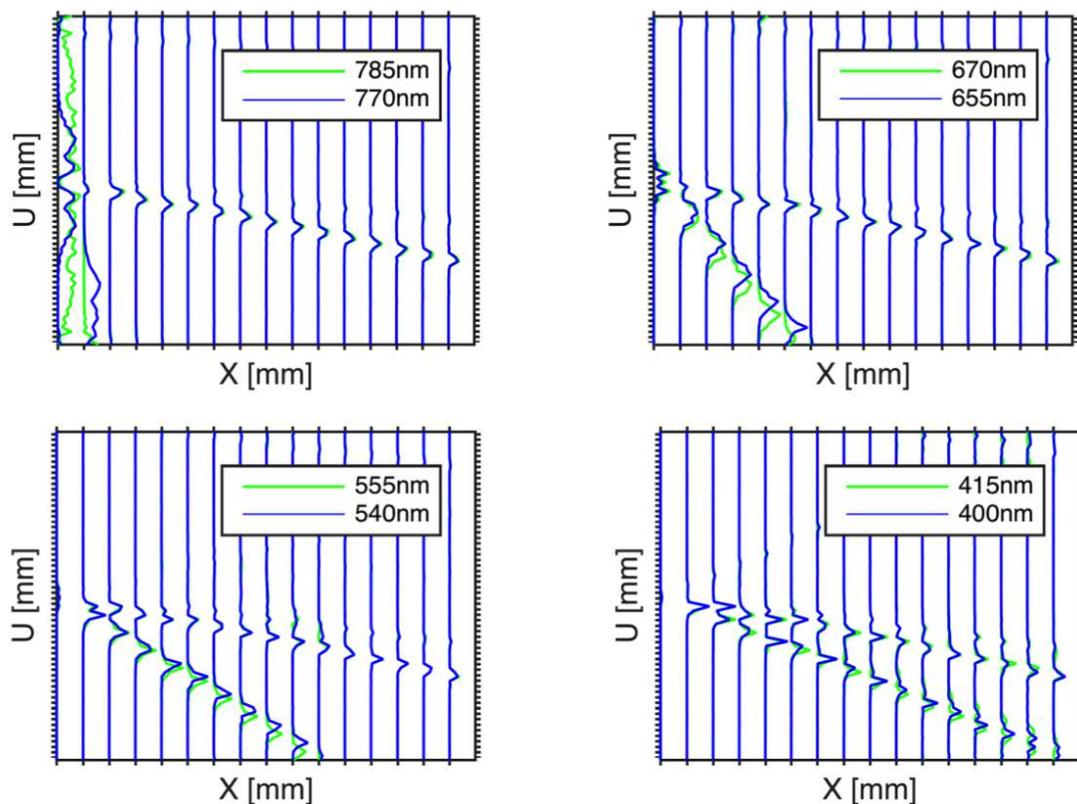 785nm
770nm
U [mm]
X [mm]
670nm
655nm
U [mm]
X [mm]
555nm
540nm
U [mm]
X [mm]
415nm
400nm
U [mm]
X [mm]